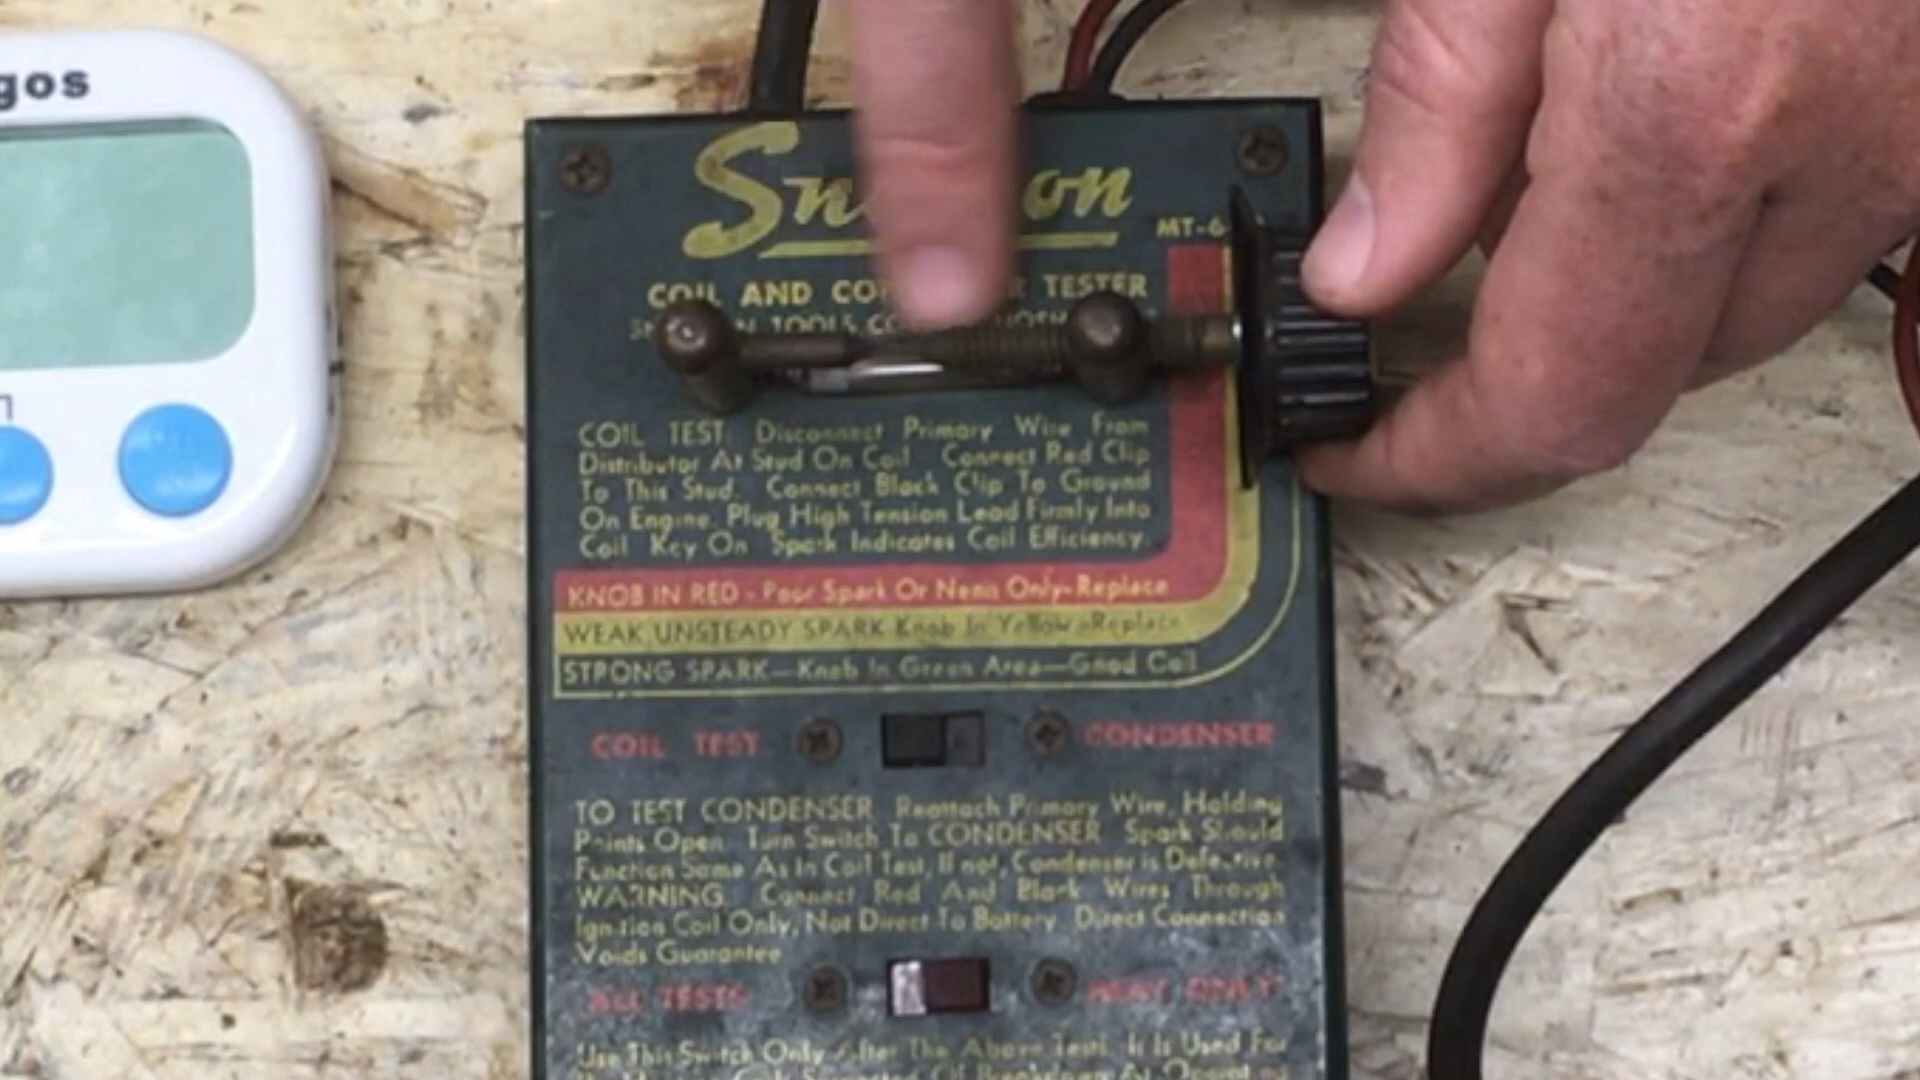 gos
Sn on
MT-6
COIL AND CO R TESTER
TOOLS
COIL TEST Disconnect Primary Wire From
Distributor At Stud On Coil Connect Red Clip
To This Stud. Connect Black Clip To Ground
On Engine. Plug High Tension Lead Firmly Into
Coil Key On Spark Indicates Coil Efficiency.
KNOB IN RED - Poor Spark Or None Only-Replace
WEAK UNSTEADY SPARK Knob In Yellow-Replace
STRONG SPARK—Knob In Green Area—Good Coil
COIL TEST CONDENSER
TO TEST CONDENSER Reattach Primary Wire, Holding
Points Open. Turn Switch To CONDENSER Spark Should
Function Same As In Coil Test, If not, Condenser is Defective.
WARNING. Connect Red And Black Wires Through
Ignition Coil Only, Not Direct To Battery. Direct Connection
Voids Guarantee
ALL TESTS HEAT ONLY
Use This Switch Only After The Above Test. It Is Used For
Of Breakdown At Operating